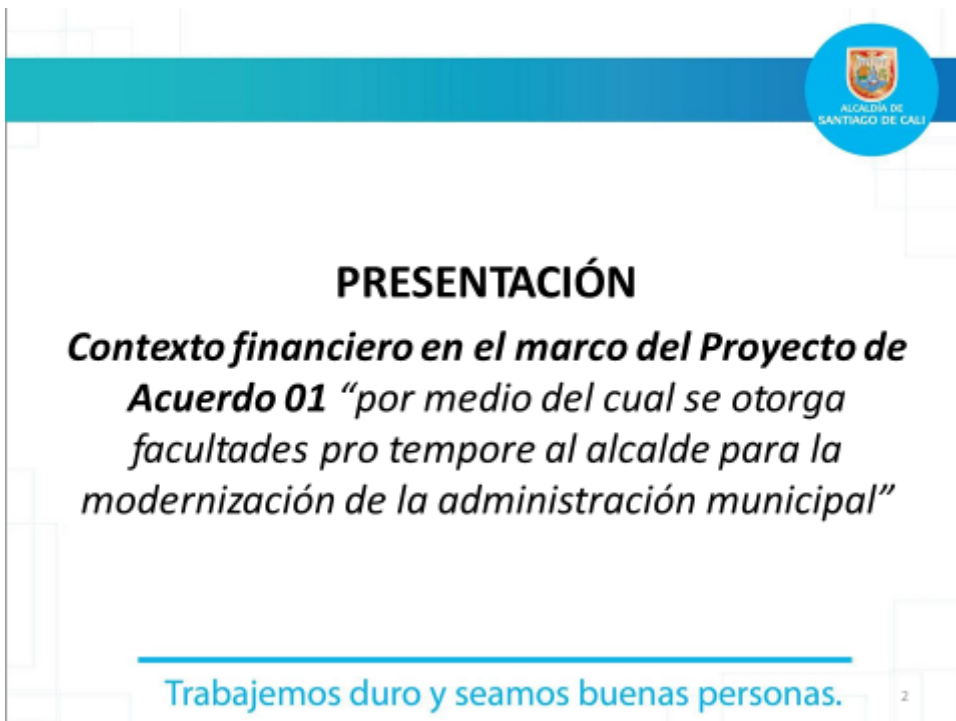 ALCALDÍA DE
SANTIAGO DE CALI
PRESENTACIÓN
Contexto financiero en el marco del Proyecto de
Acuerdo 01 “por medio del cual se otorga
facultades pro tempore al alcalde para la
modernización de la administración municipal”
Trabajemos duro y seamos buenas personas.
2